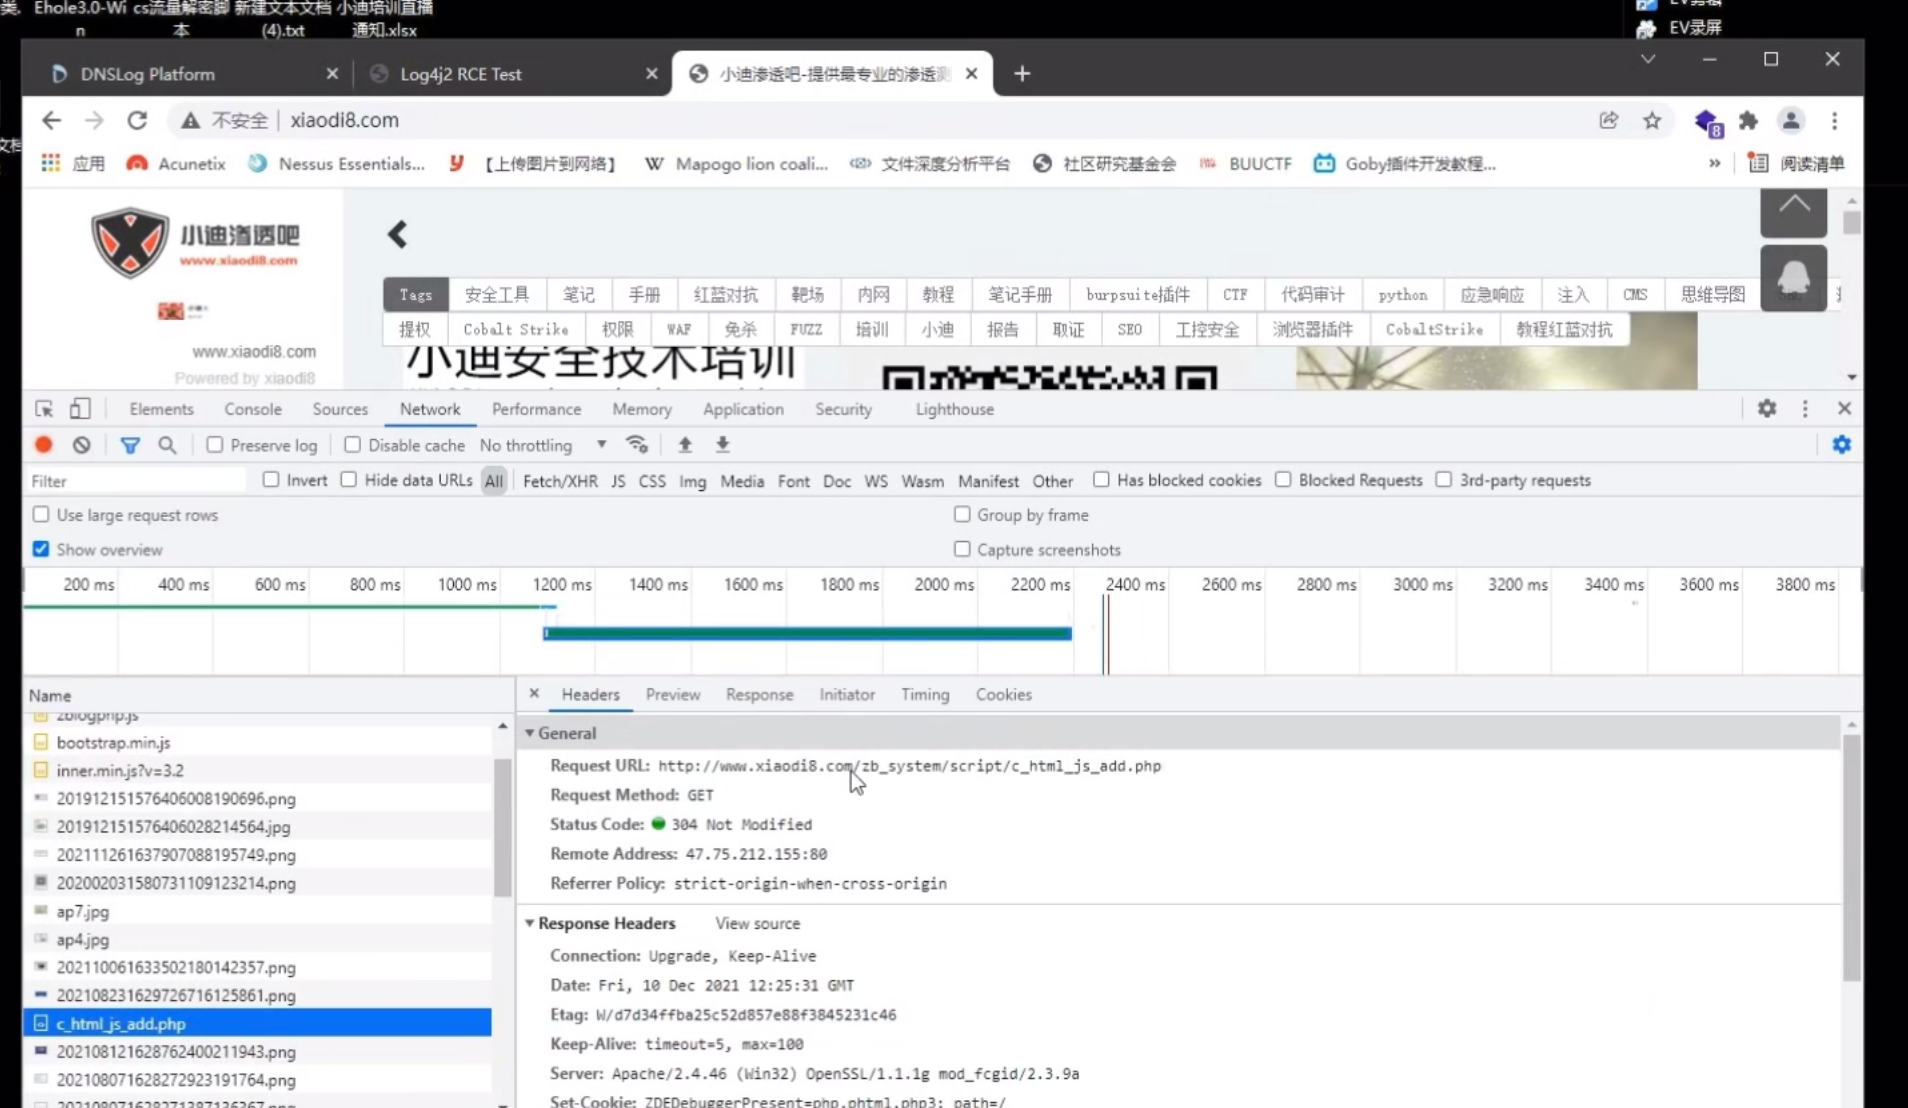 类. Ehole3.0-Wi cs流量解密脚 新建文本文档 小迪培训直播
n 本 (4).txt 通知.xlsx
EV录屏
DNSLog Platform Log4j2 RCE Test 小迪渗透吧-提供最专业的渗透测
不安全 xiaodi8.com
应用 Acunetix Nessus Essentials... 【上传图片到网络】 Mapogo lion coali... 文件深度分析平台 社区研究基金会 BUUCTF Goby插件开发教程... » 阅读清单
小迪渗透吧
www.xiaodi8.com
www.xiaodi8.com
Powered by xiaodi8
Tags 安全工具 笔记 手册 红蓝对抗 靶场 内网 教程 笔记手册 burpsuite插件 CTF 代码审计 python 应急响应 注入 CMS 思维导图
提权 Cobalt Strike 权限 WAF 免杀 FUZZ 培训 小迪 报告 取证 SEO 工控安全 浏览器插件 CobaltStrike 教程红蓝对抗
小迪安全技术培训
Elements Console Sources Network Performance Memory Application Security Lighthouse
Preserve log Disable cache No throttling
Filter Invert Hide data URLs All Fetch/XHR JS CSS Img Media Font Doc WS Wasm Manifest Other Has blocked cookies Blocked Requests 3rd-party requests
Use large request rows Group by frame
Show overview Capture screenshots
200 ms 400 ms 600 ms 800 ms 1000 ms 1200 ms 1400 ms 1600 ms 1800 ms 2000 ms 2200 ms 2400 ms 2600 ms 2800 ms 3000 ms 3200 ms 3400 ms 3600 ms 3800 ms
Name
zblogphp.js
bootstrap.min.js
inner.min.js?v=3.2
201912151576406008190696.png
201912151576406028214564.jpg
202111261637907088195749.png
202002031580731109123214.png
ap7.jpg
ap4.jpg
202110061633502180142357.png
202108231629726716125861.png
c_html_js_add.php
202108121628762400211943.png
202108071628272923191764.png
202108071628271387136367.png
Headers Preview Response Initiator Timing Cookies
General
Request URL: http://www.xiaodi8.com/zb_system/script/c_html_js_add.php
Request Method: GET
Status Code: 304 Not Modified
Remote Address: 47.75.212.155:80
Referrer Policy: strict-origin-when-cross-origin
Response Headers View source
Connection: Upgrade, Keep-Alive
Date: Fri, 10 Dec 2021 12:25:31 GMT
Etag: W/d7d34ffba25c52d857e88f3845231c46
Keep-Alive: timeout=5, max=100
Server: Apache/2.4.46 (Win32) OpenSSL/1.1.1g mod_fcgid/2.3.9a
Set-Cookie: ZDEDebuggerPresent=php,phtml,php3; path=/